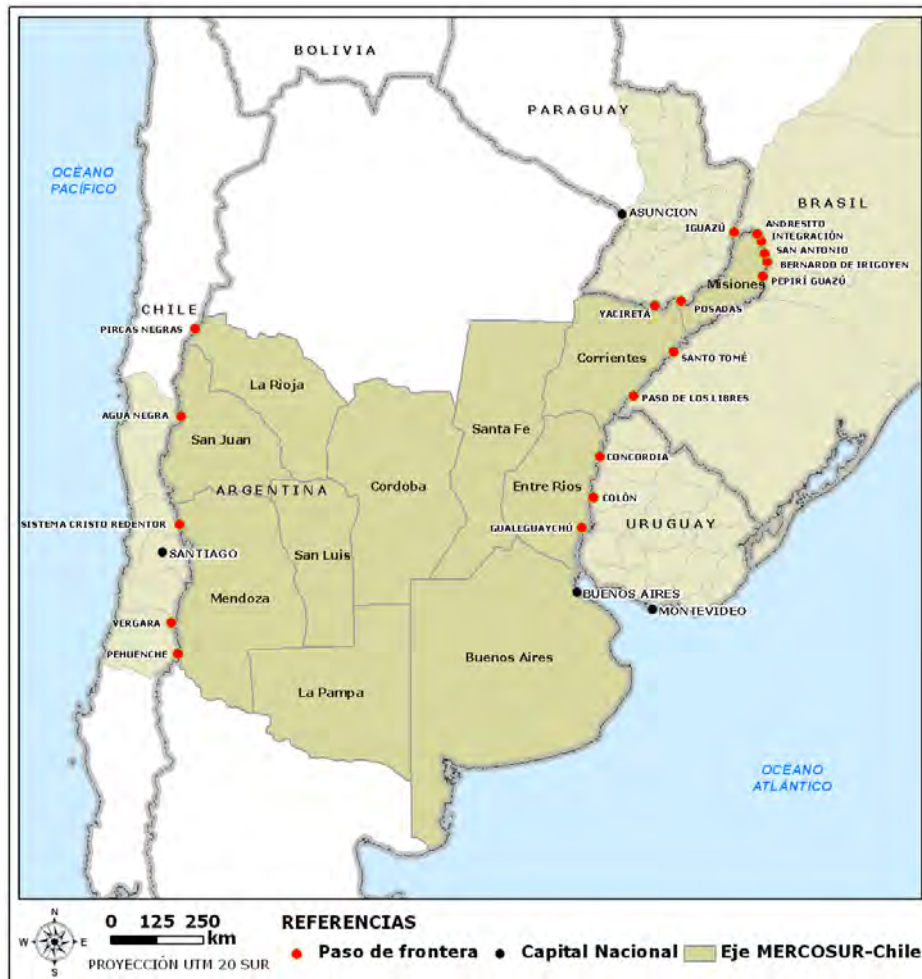 BOLIVIA
PARAGUAY
OCÉANO
PACÍFICO
BRASIL
ASUNCION
IGUAZÚ
ANDRESITO
INTEGRACIÓN
SAN ANTONIO
BERNARDO DE IRIGOYEN
PEPIRÍ GUAZÚ
Misiones
CHILE
YACIRETÁ
POSADAS
PIRCAS NEGRAS
Corrientes
SANTO TOMÉ
La Rioja
PASO DE LOS LIBRES
AGUA NEGRA
San Juan
Santa Fe
CONCORDIA
ARGENTINA
Cordoba
Entre Rios
COLÓN
SISTEMA CRISTO REDENTOR
GUALEGUAYCHÚ
URUGUAY
SANTIAGO
San Luis
Mendoza
BUENOS AIRES
MONTEVIDEO
VERGARA
PEHUENCHE
Buenos Aires
La Pampa
OCÉANO
ATLÁNTICO
N
W E
S
0 125 250
km
PROYECCIÓN UTM 20 SUR
REFERENCIAS
Paso de frontera Capital Nacional Eje MERCOSUR-Chile